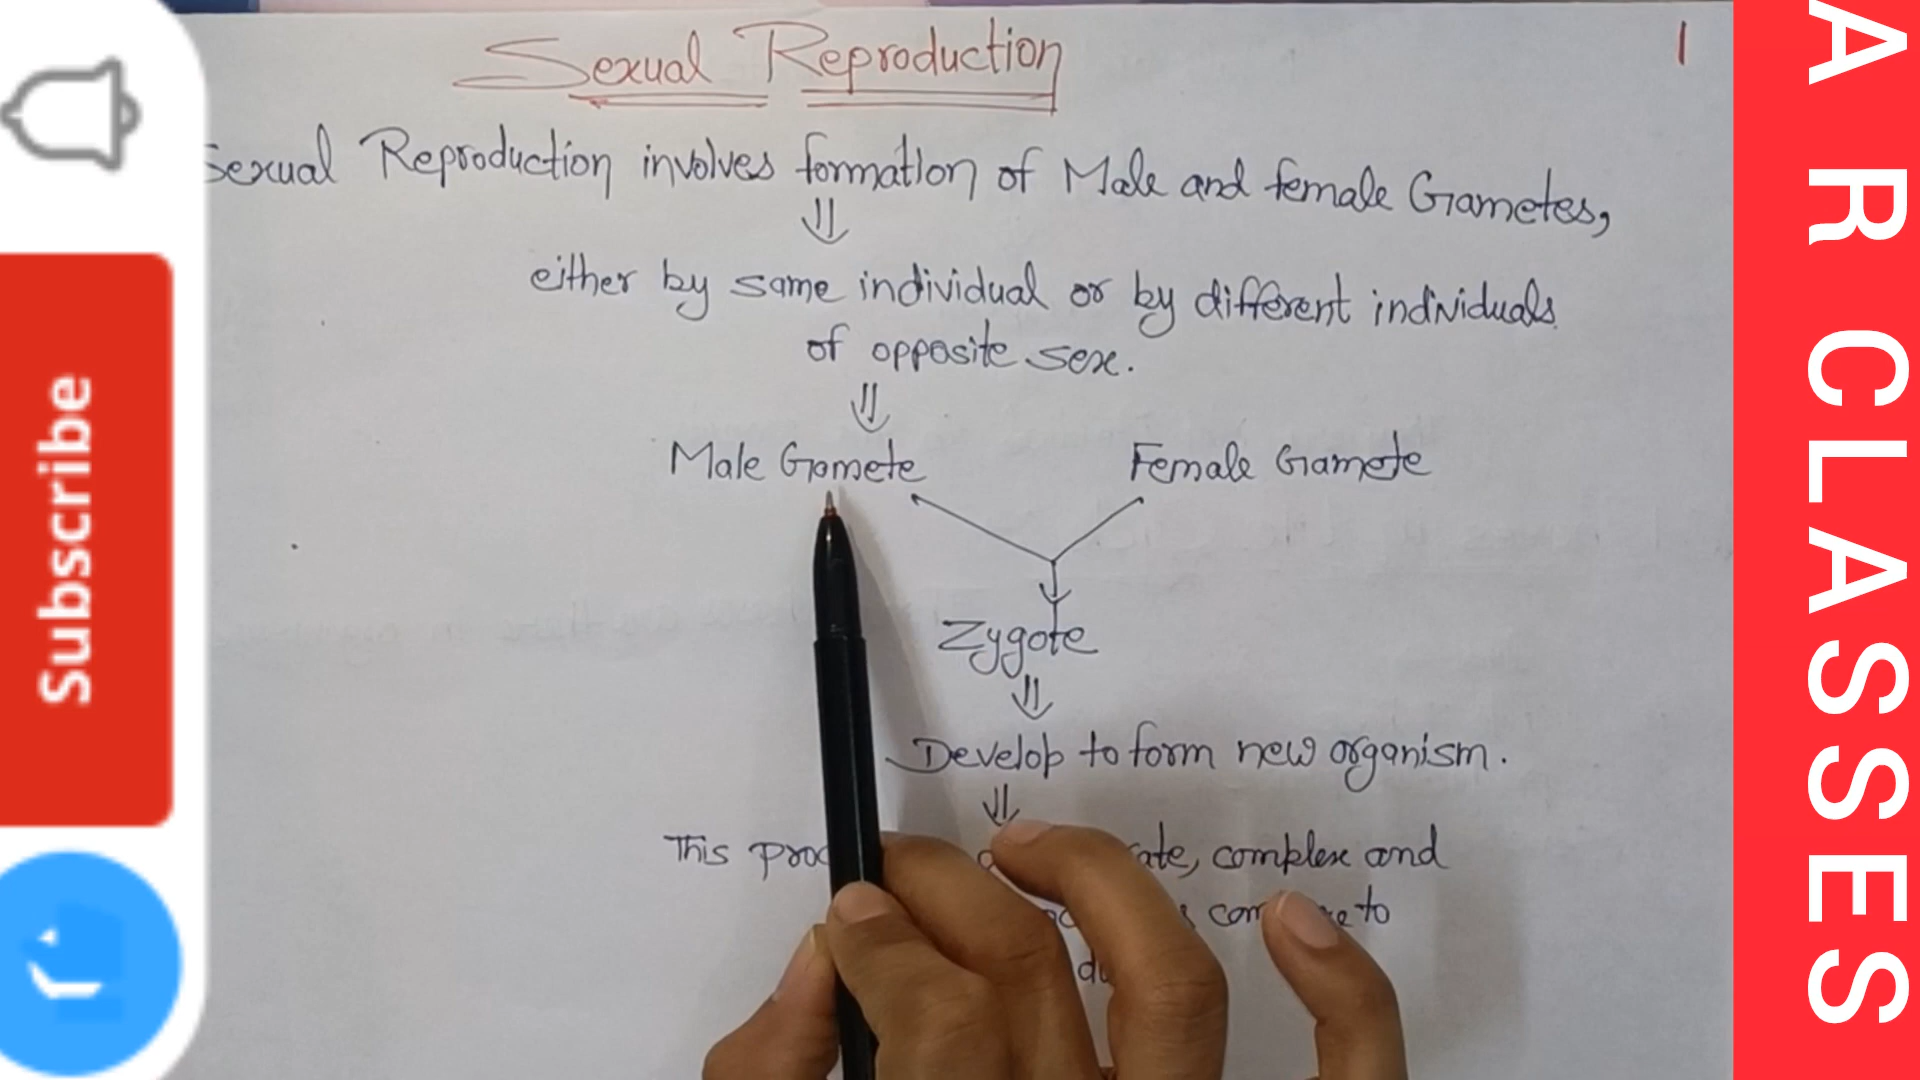 Sexual Reproduction
1
Sexual Reproduction involves formation of Male and female Gametes,
either by same individual or by different individuals
of opposite sex.
Male Gamete Female Gamete
Zygote
Develop to form new organism.
This complex and
to
Subscribe
A R CLASSES